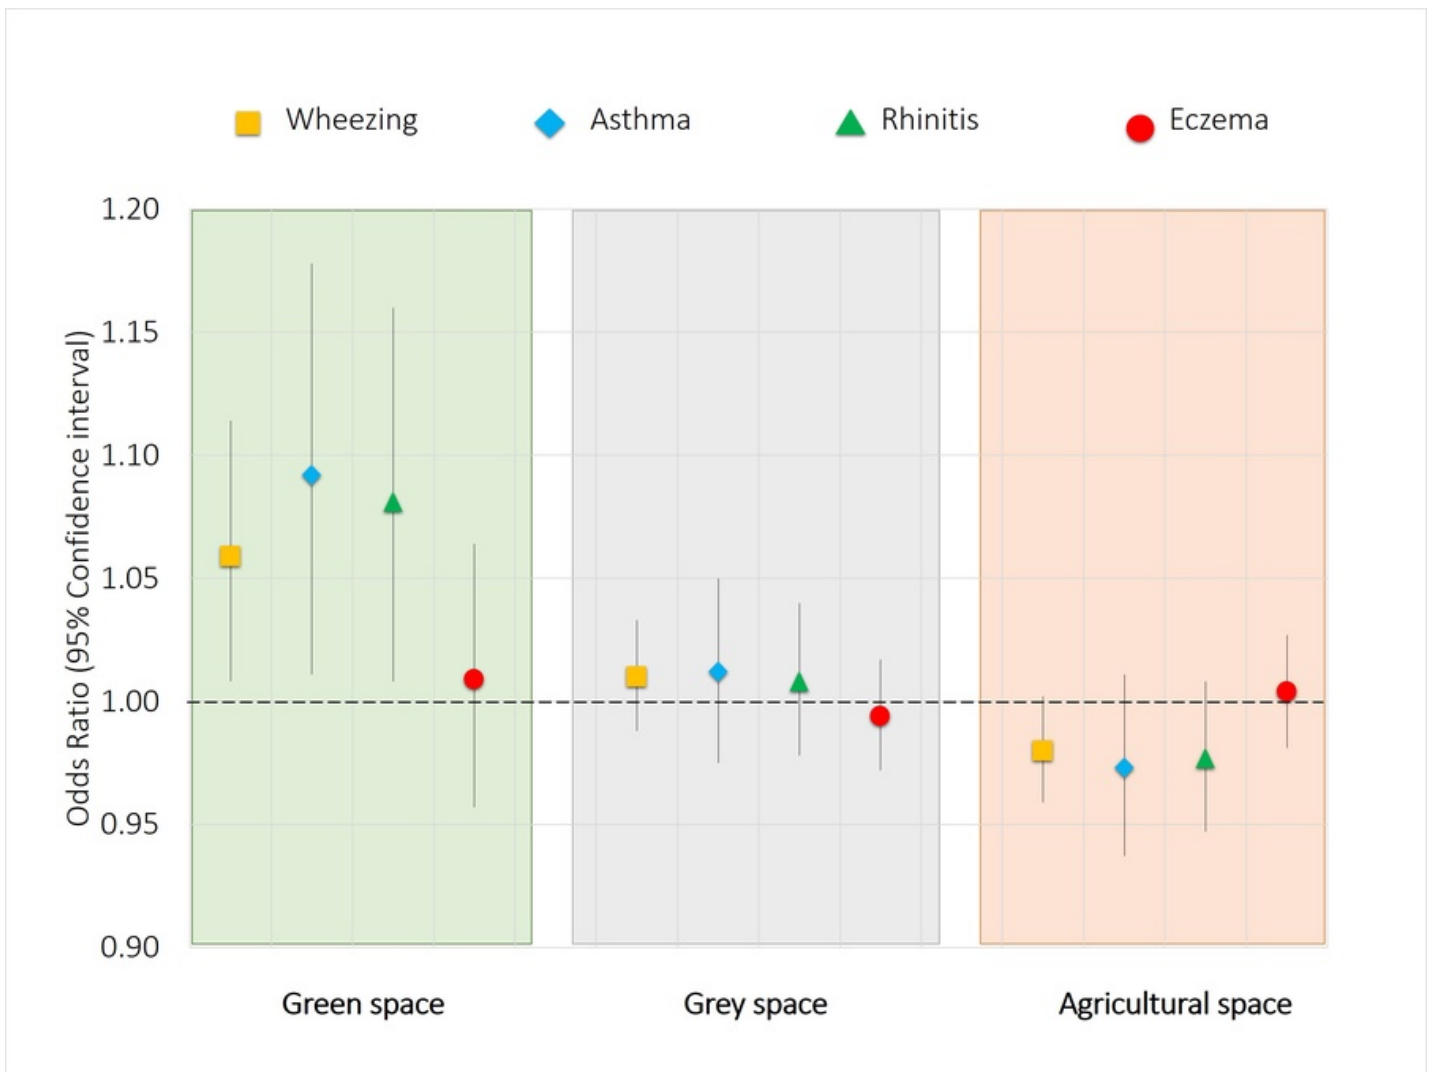 Wheezing Asthma Rhinitis Eczema
Odds Ratio (95% Confidence interval)
1.20
1.15
1.10
1.05
1.00
0.95
0.90
Green space Grey space Agricultural space